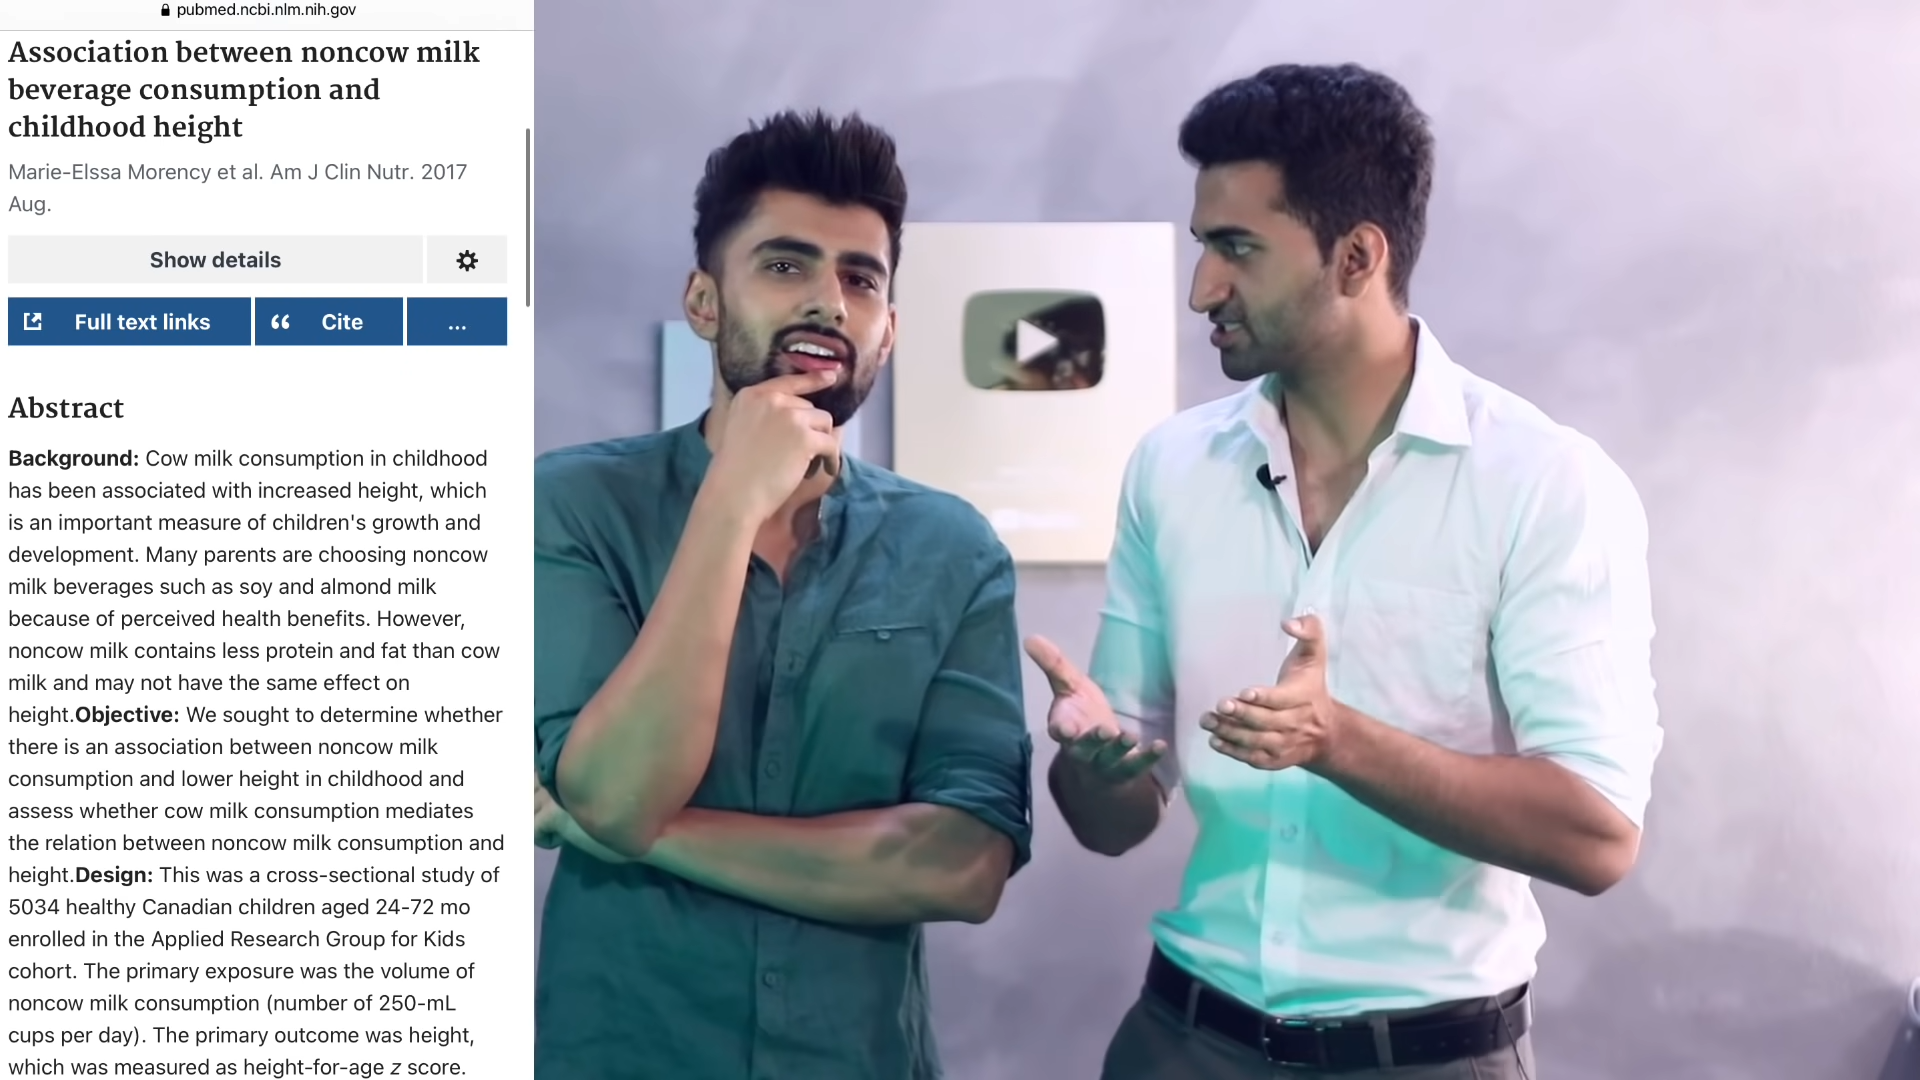 pubmed.ncbi.nlm.nih.gov
Association between noncow milk
beverage consumption and
childhood height
Marie-Elssa Morency et al. Am J Clin Nutr. 2017
Aug.
Show details
Full text links
Cite
...
Abstract
Background: Cow milk consumption in childhood
has been associated with increased height, which
is an important measure of children's growth and
development. Many parents are choosing noncow
milk beverages such as soy and almond milk
because of perceived health benefits. However,
noncow milk contains less protein and fat than cow
milk and may not have the same effect on
height.Objective: We sought to determine whether
there is an association between noncow milk
consumption and lower height in childhood and
assess whether cow milk consumption mediates
the relation between noncow milk consumption and
height.Design: This was a cross-sectional study of
5034 healthy Canadian children aged 24-72 mo
enrolled in the Applied Research Group for Kids
cohort. The primary exposure was the volume of
noncow milk consumption (number of 250-mL
cups per day). The primary outcome was height,
which was measured as height-for-age z score.